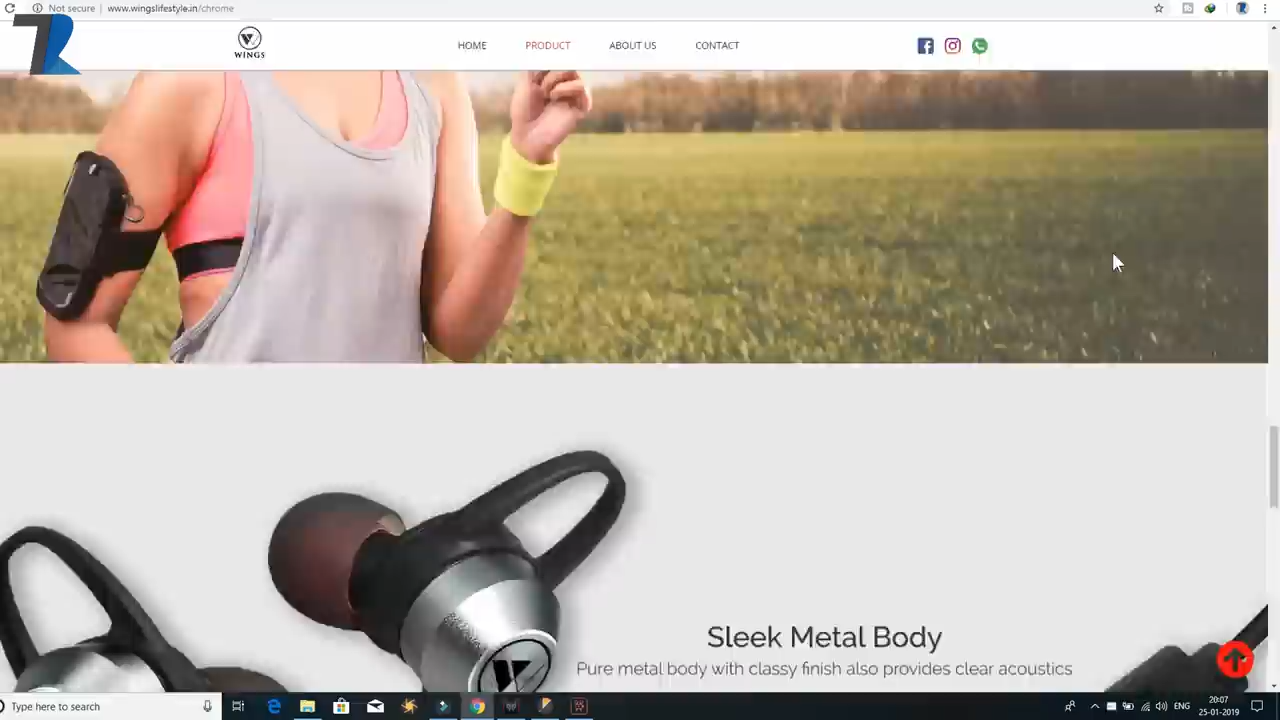 Not secure | www.wingslifestyle.in/chrome
WINGS
HOME
PRODUCT
ABOUT US
CONTACT
Sleek Metal Body
Pure metal body with classy finish also provides clear acoustics
Type here to search
ENG
20:07
25-01-2019